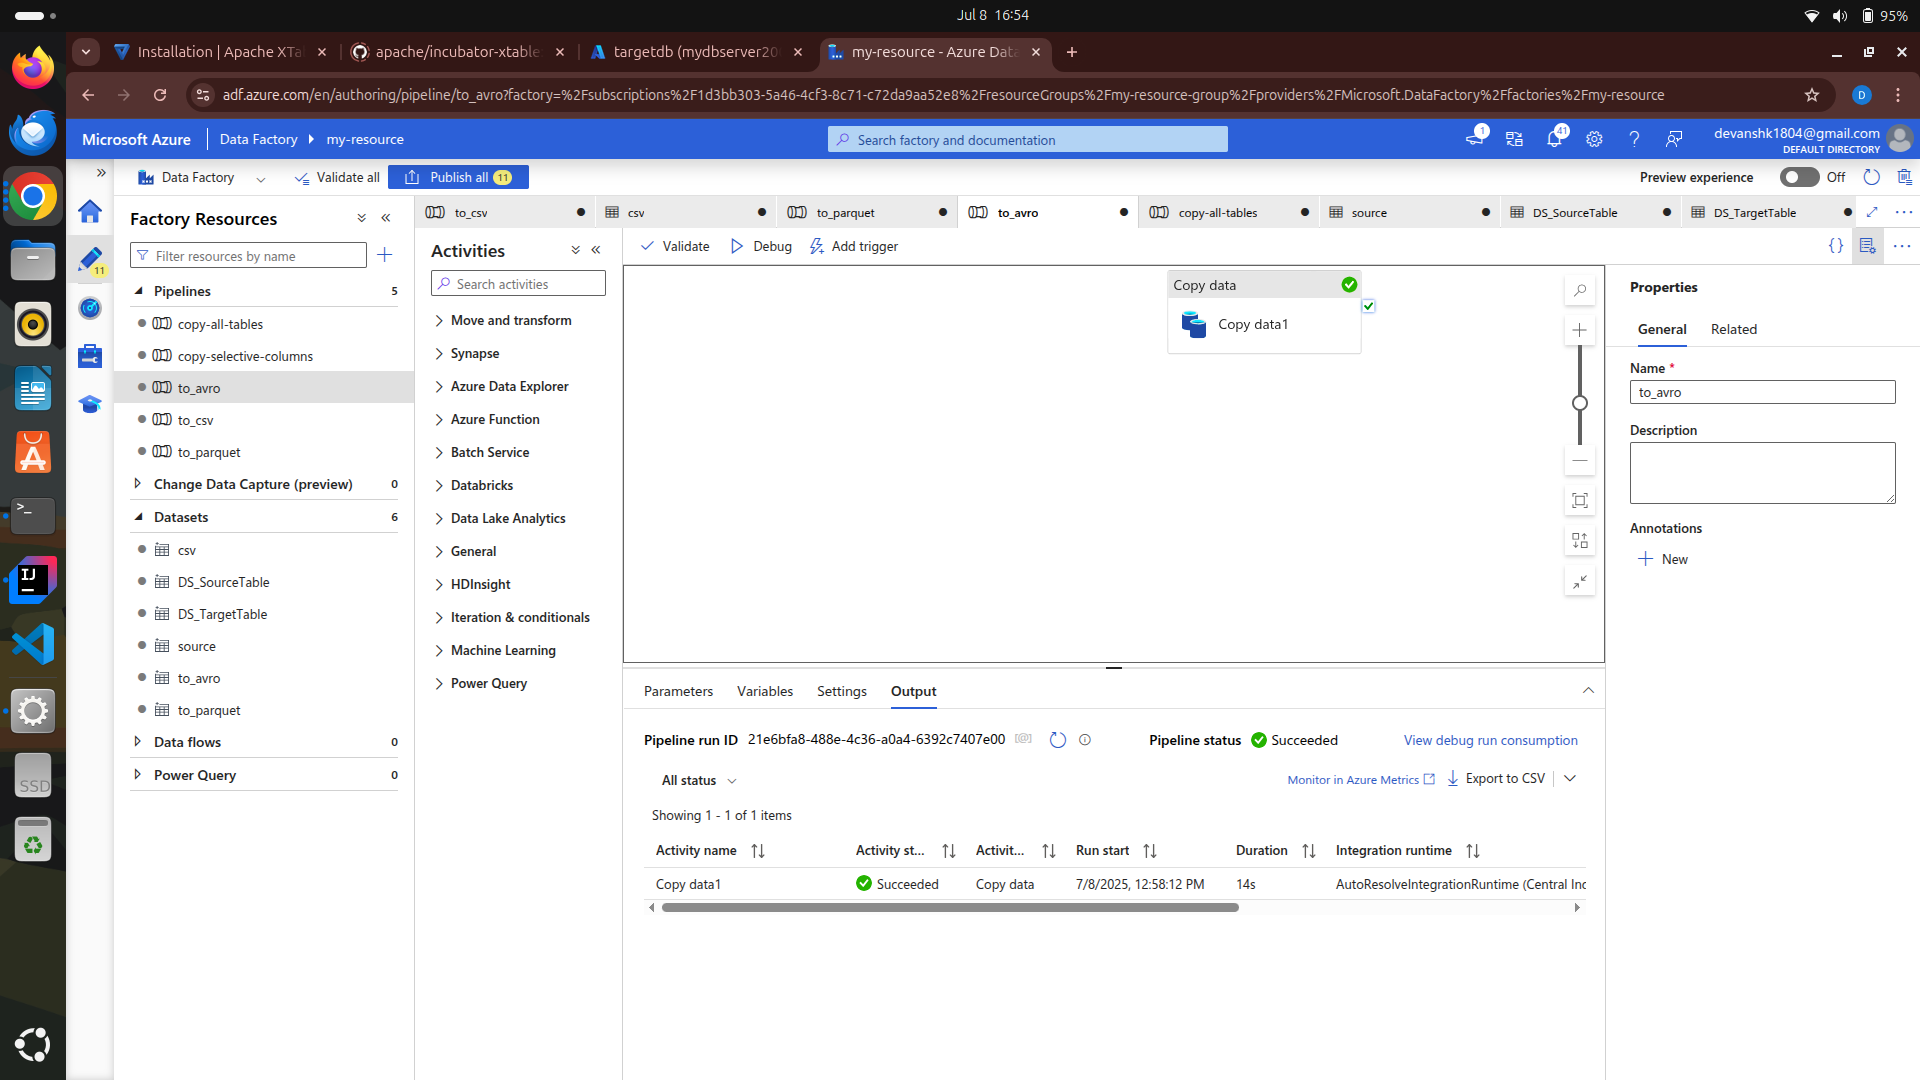 Jul 8 16:54
95%
Installation | Apache XTa
apache/incubator-xtable
targetdb (mydbserver20
my-resource - Azure Data
adf.azure.com/en/authoring/pipeline/to_avro?factory=%2Fsubscriptions%2F1d3bb303-5a46-4cf3-8c71-c72da9aa52e8%2FresourceGroups%2Fmy-resource-group%2Fproviders%2FMicrosoft.DataFactory%2Ffactories%2Fmy-resource
D
Microsoft Azure
Data Factory
my-resource
Search factory and documentation
1
41
devanshk1804@gmail.com
DEFAULT DIRECTORY
Data Factory
Validate all
Publish all 11
Preview experience
Off
Factory Resources
Filter resources by name
11
Pipelines 5
copy-all-tables
copy-selective-columns
to_avro
to_csv
to_parquet
Change Data Capture (preview) 0
Datasets 6
csv
DS_SourceTable
DS_TargetTable
source
to_avro
to_parquet
Data flows 0
Power Query 0
to_csv
csv
to_parquet
to_avro
copy-all-tables
source
DS_SourceTable
DS_TargetTable
Activities
Search activities
Move and transform
Synapse
Azure Data Explorer
Azure Function
Batch Service
Databricks
Data Lake Analytics
General
HDInsight
Iteration & conditionals
Machine Learning
Power Query
Validate
Debug
Add trigger
{}
Copy data
Copy data1
Parameters
Variables
Settings
Output
Pipeline run ID 21e6bfa8-488e-4c36-a0a4-6392c7407e00 [@]
Pipeline status Succeeded
View debug run consumption
All status
Monitor in Azure Metrics
Export to CSV
Showing 1 - 1 of 1 items
Activity name Activity st... Activit... Run start Duration Integration runtime
Copy data1 Succeeded Copy data 7/8/2025, 12:58:12 PM 14s AutoResolveIntegrationRuntime (Central Inc
Properties
General
Related
Name *
to_avro
Description
Annotations
New
>_
IJ
SSD